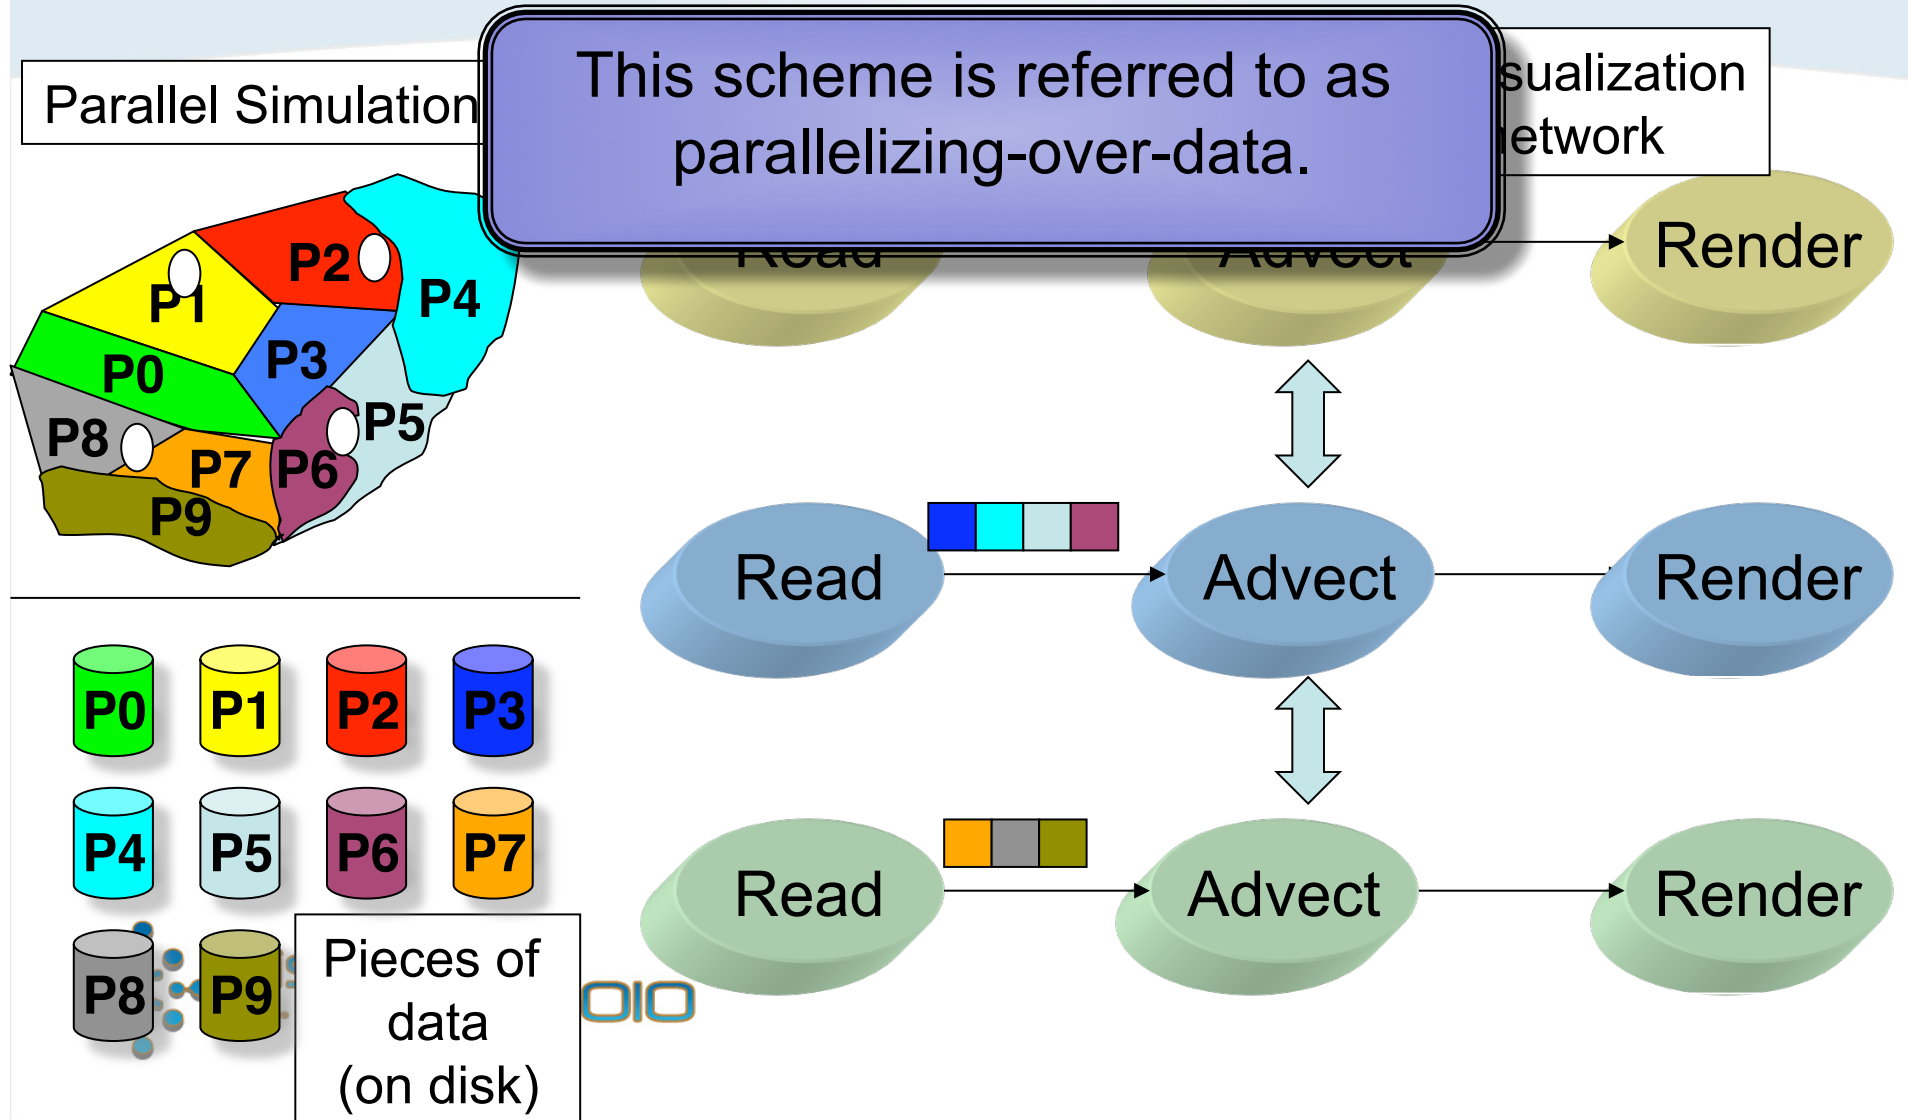 This scheme is referred to as
parallelizing-over-data.
Parallel Simulation
sualization
etwork
P2
P1
P4
P3
P0
P5
P8
P7
P6
P9
Read
Advect
Render
Read
Advect
Render
Read
Advect
Render
P0
P1
P2
P3
P4
P5
P6
P7
P8
P9
Pieces of
data
(on disk)